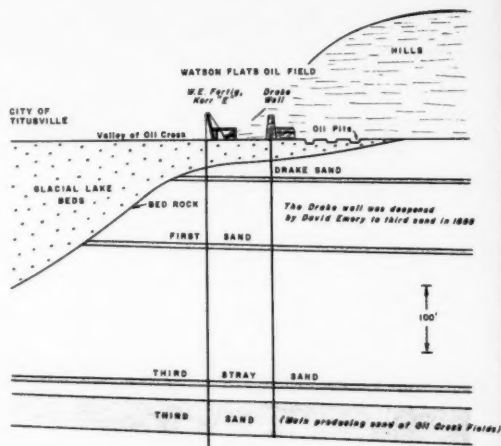 HILLS
WATSON FLATS OIL FIELD
W.E. Fertig,
Kerr "E"
Drake
Well
CITY OF
TITUSVILLE
Valley of Oil Creek
Oil Pits
DRAKE SAND
GLACIAL LAKE
BEDS
BED ROCK
The Drake well was deepened
by David Emery to third sand in
FIRST SAND
100'
THIRD STRAY SAND
THIRD SAND (Main producing sand of Oil Creek Fields)